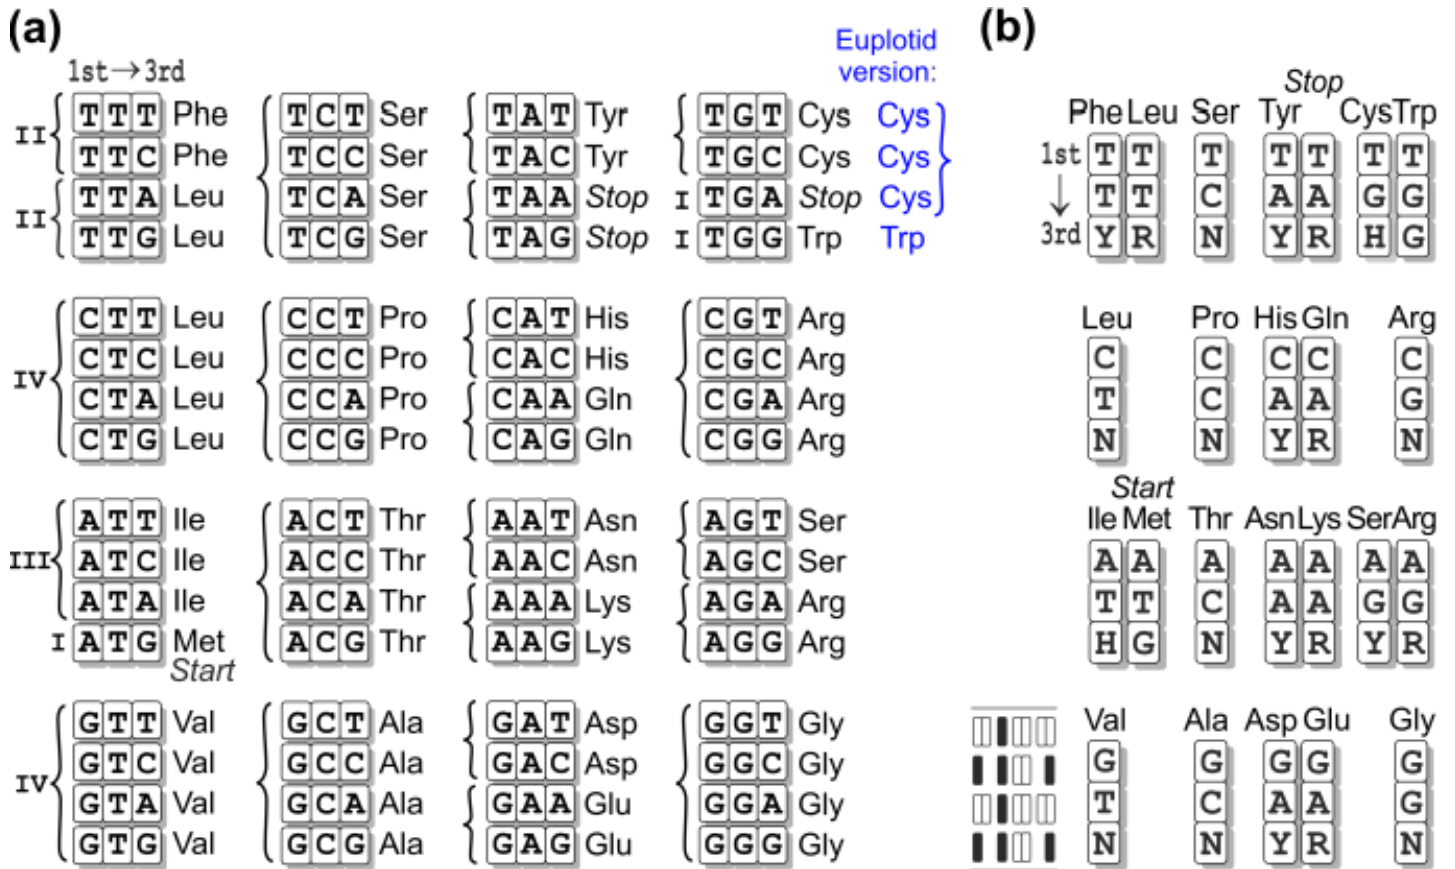 (a)
Euplotid
version:
1st→3rd
II TTT Phe TCT Ser TAT Tyr TGT Cys Cys
TTC Phe TCC Ser TAC Tyr TGC Cys Cys
II TTA Leu TCA Ser TAA Stop I TGA Stop Cys
TTG Leu TCG Ser TAG Stop I TGG Trp Trp
IV CTT Leu CCT Pro CAT His CGT Arg
CTC Leu CCC Pro CAC His CGC Arg
CTA Leu CCA Pro CAA Gln CGA Arg
CTG Leu CCG Pro CAG Gln CGG Arg
III ATT Ile ACT Thr AAT Asn AGT Ser
ATC Ile ACC Thr AAC Asn AGC Ser
ATA Ile ACA Thr AAA Lys AGA Arg
I ATG Met ACG Thr AAG Lys AGG Arg
Start
IV GTT Val GCT Ala GAT Asp GGT Gly
GTC Val GCC Ala GAC Asp GGC Gly
GTA Val GCA Ala GAA Glu GGA Gly
GTG Val GCG Ala GAG Glu GGG Gly
(b)
Stop
Phe Leu Ser Tyr Cys Trp
1st T T T T T T T
T T C A A G G
3rd Y R N Y R H G
Leu Pro His Gln Arg
C C C C C
T C A A G
N N Y R N
Start
Ile Met Thr Asn Lys Ser Arg
A A A A A A A
T T C A A G G
H G N Y R Y R
Val Ala Asp Glu Gly
G G G G G
T C A A G
N N Y R N